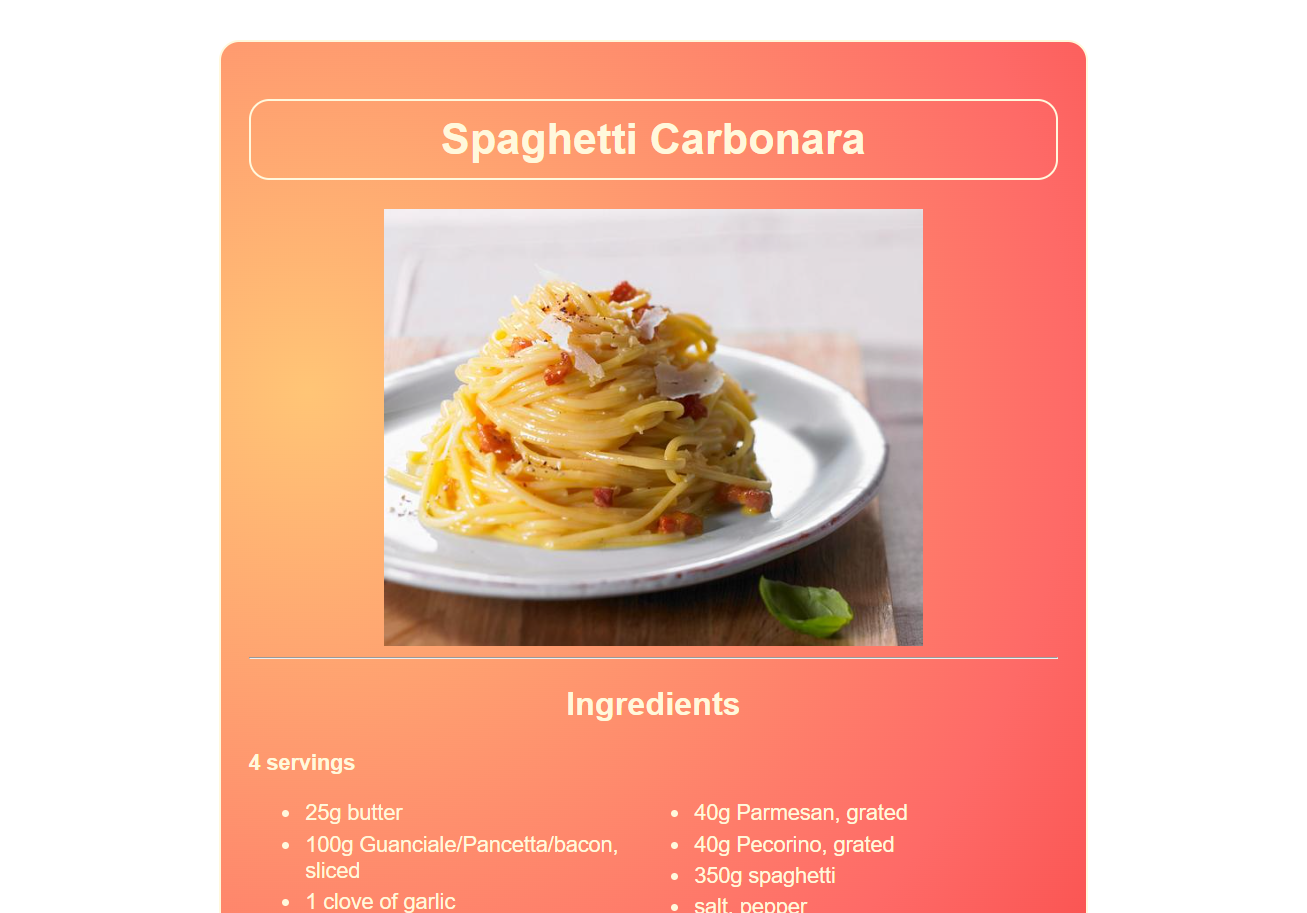 Spaghetti Carbonara
Ingredients
4 servings
25g butter
100g Guanciale/Pancetta/bacon,
sliced
1 clove of garlic
40g Parmesan, grated
40g Pecorino, grated
350g spaghetti
salt, pepper